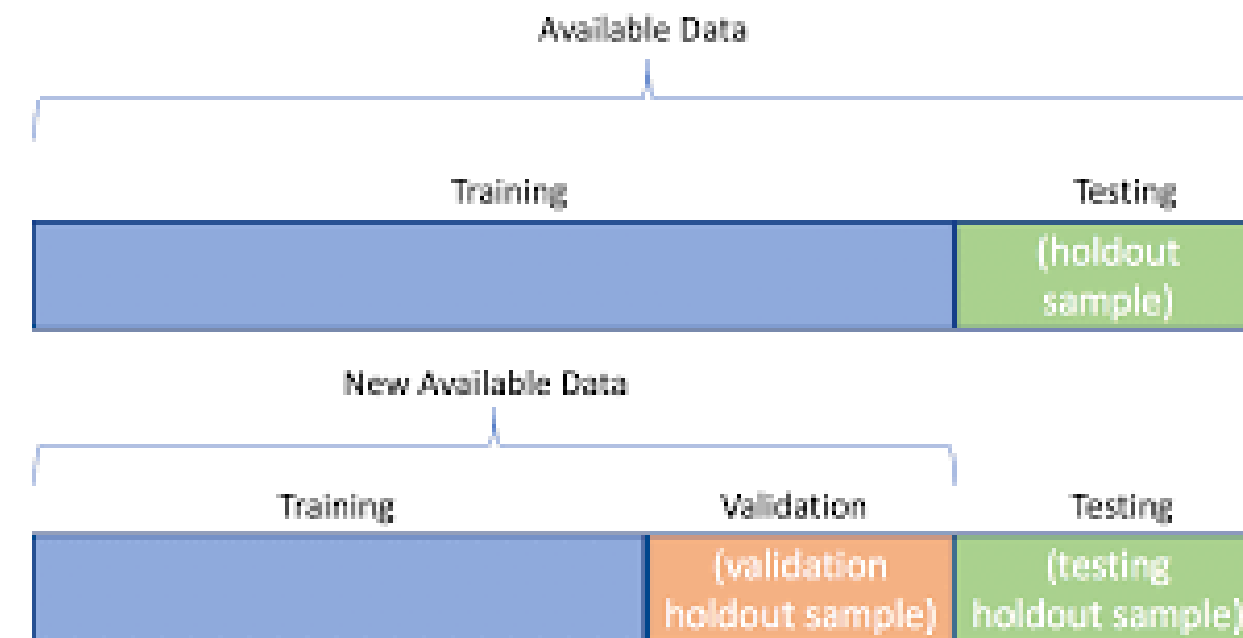 Available Data
Training Testing
(holdout
sample)
New Available Data
Training Validation Testing
(validation
holdout sample)
(testing
holdout sample)